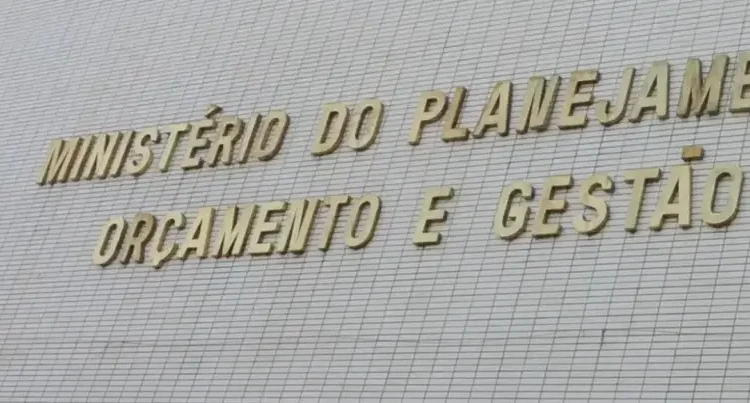 MINISTÉRIO DO PLANEJAME
ORÇAMENTO E GESTÃO